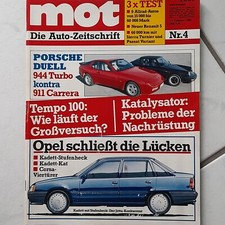 mot
Die Auto-Zeitschrift
Nr.4
3 x TEST
PORSCHE
DUELL
944 Turbo
kontra
911 Carrera
Tempo 100:
Wie läuft der
Großversuch?
Katalysator:
Probleme der
Nachrüstung
Opel schließt die Lücken
• Kadett-Stufenheck
• Kadett-Kat
• Corsa-
Viertürer